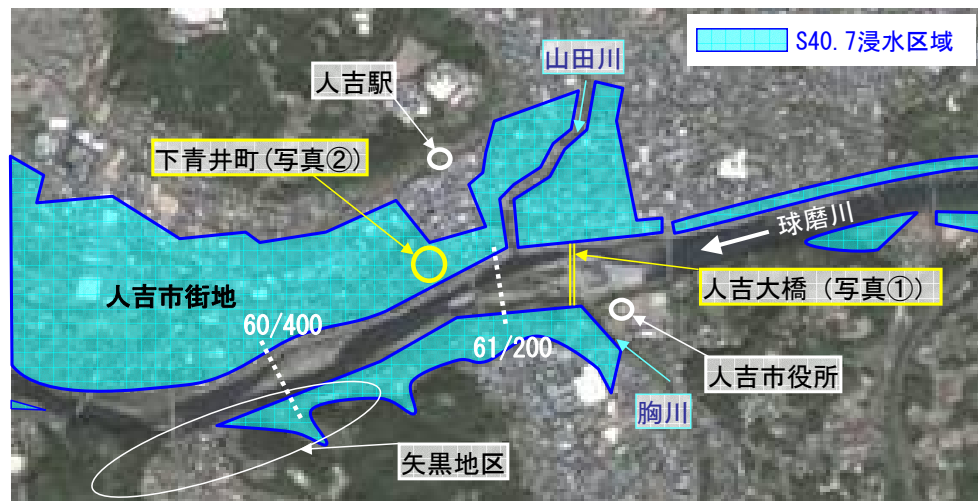 S40.7浸水区域
山田川
人吉駅
下青井町(写真②)
球磨川
人吉大橋 (写真①)
人吉市街地
60/400
61/200
人吉市役所
胸川
矢黒地区